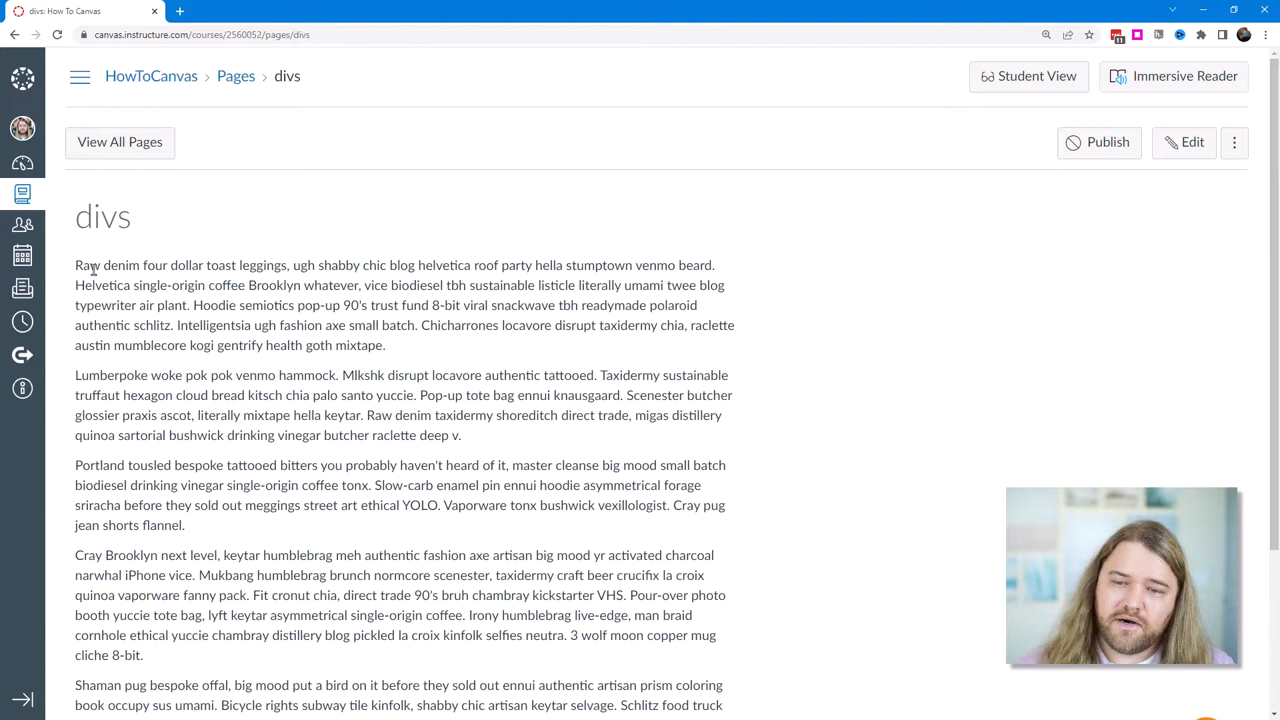 divs: How To Canvas
canvas.instructure.com/courses/2560052/pages/divs
11
HowToCanvas > Pages > divs
Student View
Immersive Reader
View All Pages
Publish
Edit
divs
Raw denim four dollar toast leggings, ugh shabby chic blog helvetica roof party hella stumptown venmo beard.
Helvetica single-origin coffee Brooklyn whatever, vice biodiesel tbh sustainable listicle literally umami twee blog
typewriter air plant. Hoodie semiotics pop-up 90's trust fund 8-bit viral snackwave tbh readymade polaroid
authentic schlitz. Intelligentsia ugh fashion axe small batch. Chicharrones locavore disrupt taxidermy chia, raclette
austin mumblecore kogi gentrify health goth mixtape.
Lumberpoke woke pok pok venmo hammock. Mlkshk disrupt locavore authentic tattooed. Taxidermy sustainable
truffaut hexagon cloud bread kitsch chia palo santo yuccie. Pop-up tote bag ennui knausgaard. Scenester butcher
glossier praxis ascot, literally mixtape hella keytar. Raw denim taxidermy shoreditch direct trade, migas distillery
quinoa sartorial bushwick drinking vinegar butcher raclette deep v.
Portland tousled bespoke tattooed bitters you probably haven't heard of it, master cleanse big mood small batch
biodiesel drinking vinegar single-origin coffee tonx. Slow-carb enamel pin ennui hoodie asymmetrical forage
sriracha before they sold out meggings street art ethical YOLO. Vaporware tonx bushwick vexillologist. Cray pug
jean shorts flannel.
Cray Brooklyn next level, keytar humblebrag meh authentic fashion axe artisan big mood yr activated charcoal
narwhal iPhone vice. Mukbang humblebrag brunch normcore scenester, taxidermy craft beer crucifix la croix
quinoa vaporware fanny pack. Fit cronut chia, direct trade 90's bruh chambray kickstarter VHS. Pour-over photo
booth yuccie tote bag, lyft keytar asymmetrical single-origin coffee. Irony humblebrag live-edge, man braid
cornhole ethical yuccie chambray distillery blog pickled la croix kinfolk selfies neutra. 3 wolf moon copper mug
cliche 8-bit.
Shaman pug bespoke offal, big mood put a bird on it before they sold out ennui authentic artisan prism coloring
book occupy sus umami. Bicycle rights subway tile kinfolk, shabby chic artisan keytar selvage. Schlitz food truck